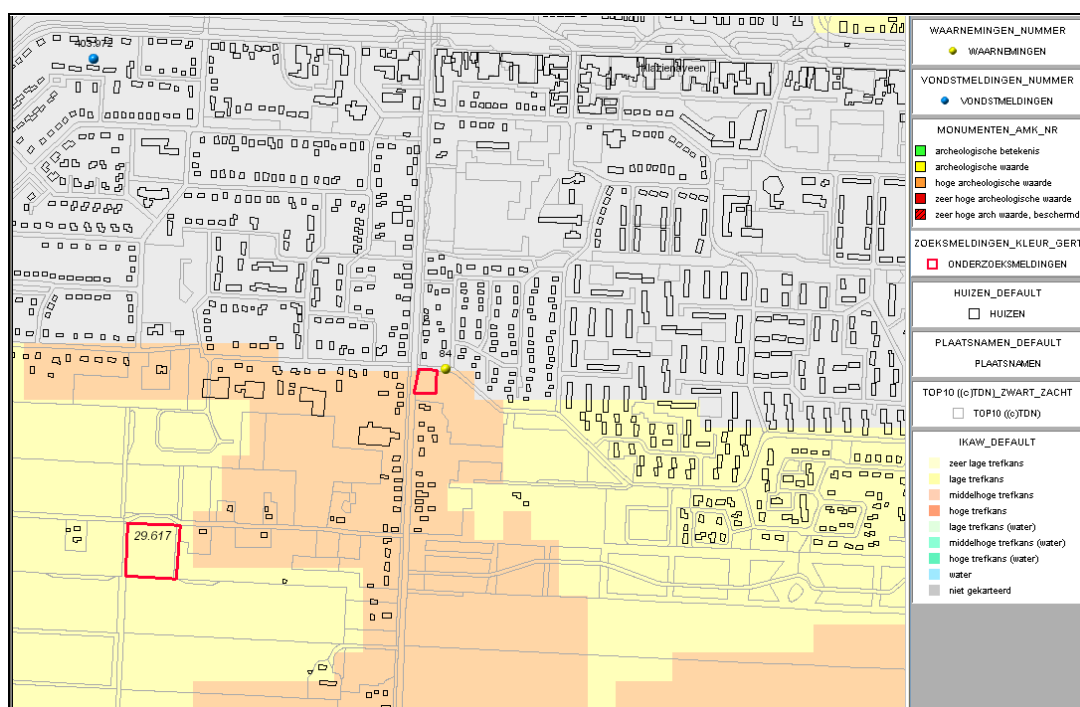 403.972
Klazienaveen
84
29.617
WAARNEMINGEN_NUMMER
WAARNEMINGEN
VONDSTMELDINGEN_NUMMER
VONDSTMELDINGEN
MONUMENTEN_AMK_NR
archeologische betekenis
archeologische waarde
hoge archeologische waarde
zeer hoge archeologische waarde
zeer hoge arch waarde, beschermd
ZOEKSMELDINGEN_KLEUR_GERT
ONDERZOEKSMELDINGEN
HUIZEN_DEFAULT
HUIZEN
PLAATSNAMEN_DEFAULT
PLAATSNAMEN
TOP10 ((c)TDN)_ZWART_ZACHT
TOP10 ((c)TDN)
IKAW_DEFAULT
zeer lage trefkans
lage trefkans
middelhoge trefkans
hoge trefkans
lage trefkans (water)
middelhoge trefkans (water)
hoge trefkans (water)
water
niet gekarteerd